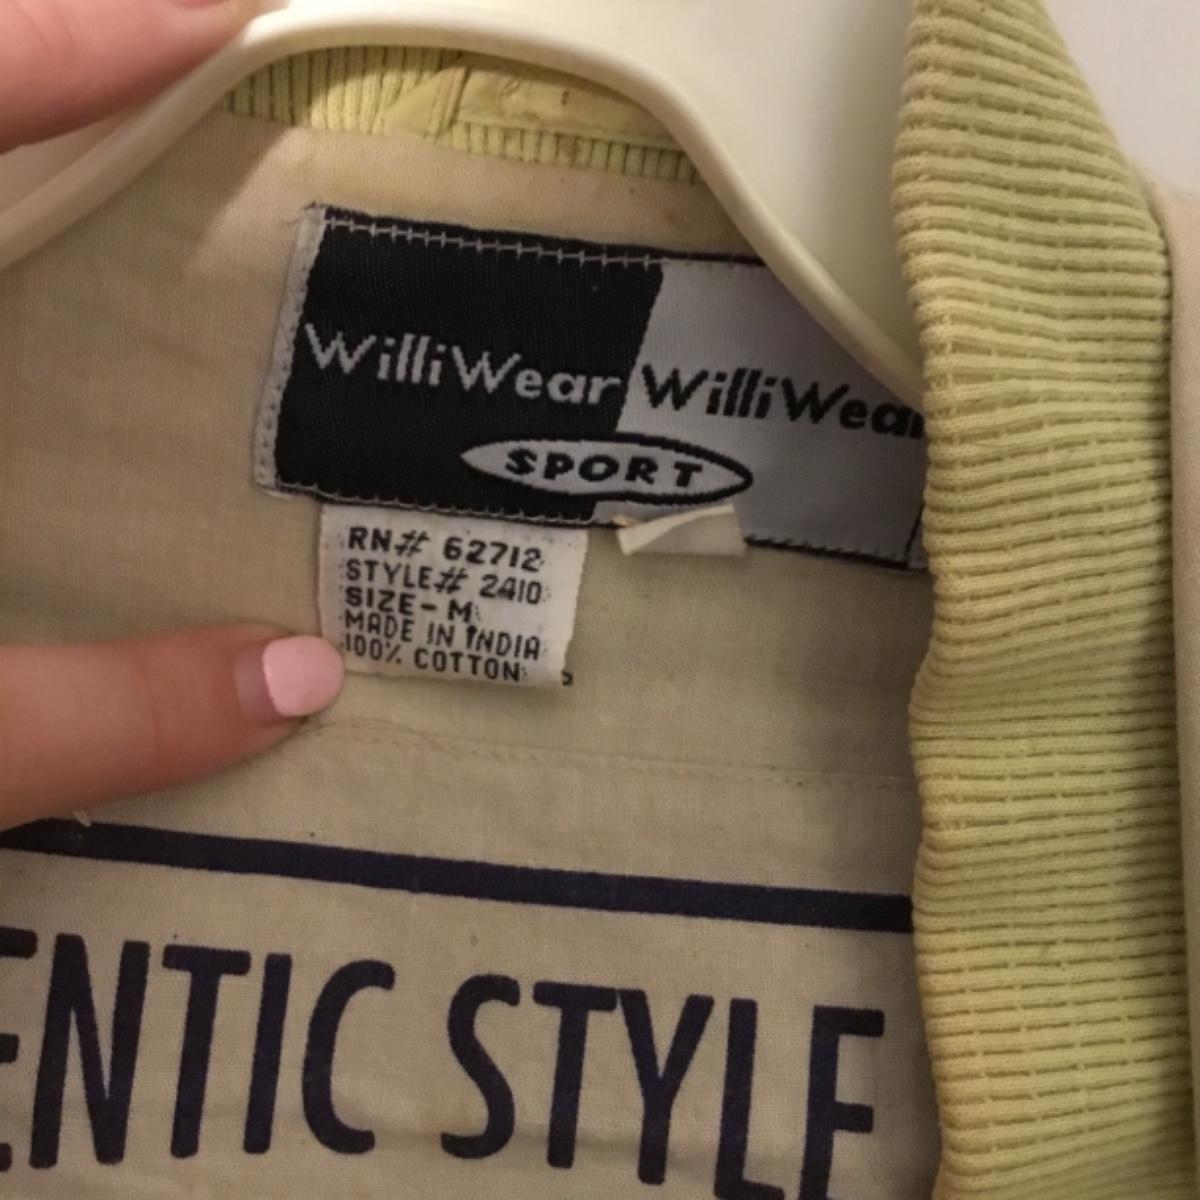 WilliWear WilliWear
SPORT
RN# 62712
STYLE# 2410
SIZE-M
MADE IN INDIA
100% COTTON
ENTIC STYLE